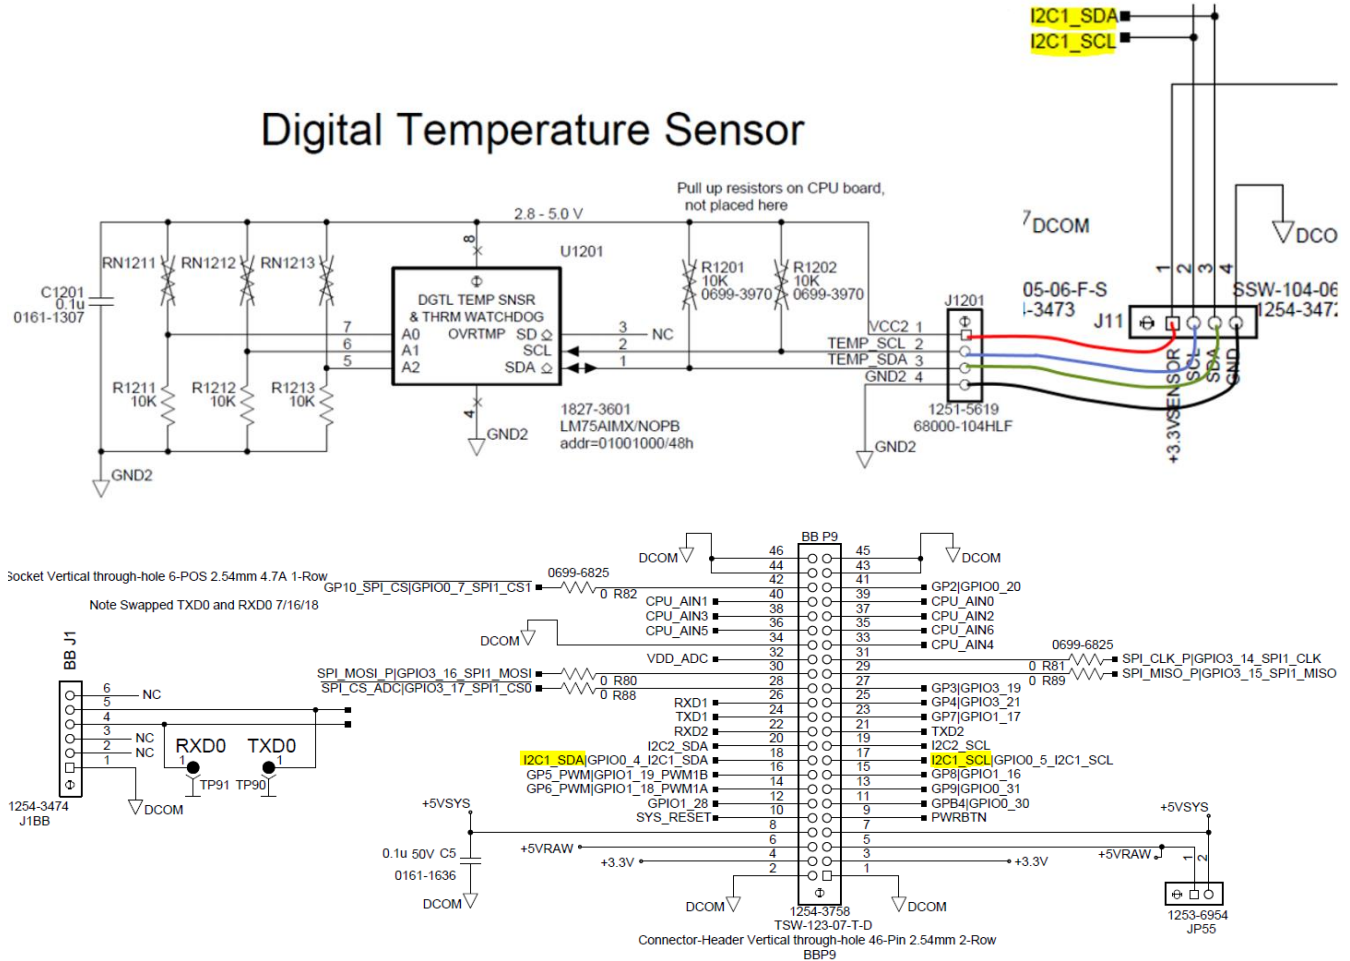 I2C1_SDA
I2C1_SCL
Digital Temperature Sensor
Pull up resistors on CPU board,
not placed here
2.8 - 5.0 V
7 DCOM
DCO
RN1211
RN1212
RN1213
8
U1201
C1201
0.1u
0161-1307
DGTL TEMP SNSR
& THRM WATCHDOG
OVRTMP SD
R1201
10K
0699-3970
R1202
10K
0699-3970
1 2 3 4
05-06-F-S
-3473
SSW-104-06
1254-3472
J1201
J11
7 A0
6 A1
5 A2
3 NC
SCL 2
SDA 1
VCC2 1
TEMP_SCL 2
TEMP_SDA 3
GND2 4
+3.3VSENSOR
SCL
SDA
GND
R1211
10K
R1212
10K
R1213
10K
4
GND2
1827-3601
LM75AIMX/NOPB
addr=01001000/48h
1251-5619
68000-104HLF
GND2
GND2
Socket Vertical through-hole 6-POS 2.54mm 4.7A 1-Row
Note Swapped TXD0 and RXD0 7/16/18
BB J1
6 NC
5
4
3 NC
2 NC
1
RXD0
TXD0
1
1
TP91
TP90
DCOM
1254-3474
J1BB
BB P9
DCOM 46 45 DCOM
44 43
0699-6825
GP10_SPI_CS|GPIO0_7_SPI1_CS1 0 R82 42 41 GP2|GPIO0_20
CPU_AIN1 40 39 CPU_AIN0
CPU_AIN3 38 37 CPU_AIN2
CPU_AIN5 36 35 CPU_AIN6
DCOM 34 33 CPU_AIN4
0699-6825
VDD_ADC 32 31 0 R81 SPI_CLK_P|GPIO3_14_SPI1_CLK
SPI_MOSI_P|GPIO3_16_SPI1_MOSI 0 R80 30 29 0 R89 SPI_MISO_P|GPIO3_15_SPI1_MISO
SPI_CS_ADC|GPIO3_17_SPI1_CS0 0 R88 28 27 GP3|GPIO3_19
RXD1 26 25 GP4|GPIO3_21
TXD1 24 23 GP7|GPIO1_17
RXD2 22 21 TXD2
I2C2_SDA 20 19 I2C2_SCL
I2C1_SDA|GPIO0_4_I2C1_SDA 18 17 I2C1_SCL|GPIO0_5_I2C1_SCL
GP5_PWM|GPIO1_19_PWM1B 16 15 GP8|GPIO1_16
GP6_PWM|GPIO1_18_PWM1A 14 13 GP9|GPIO0_31
GPIO1_28 12 11 GPB4|GPIO0_30
SYS_RESET 10 9 PWRBTN
+5VSYS 8 7 +5VSYS
+5VRAW 6 5 +5VRAW
+3.3V 4 3 +3.3V
2 1
0.1u 50V C5
0161-1636
DCOM
DCOM
DCOM
1 2
1253-6954
JP55
1254-3758
TSW-123-07-T-D
Connector-Header Vertical through-hole 46-Pin 2.54mm 2-Row
BBP9